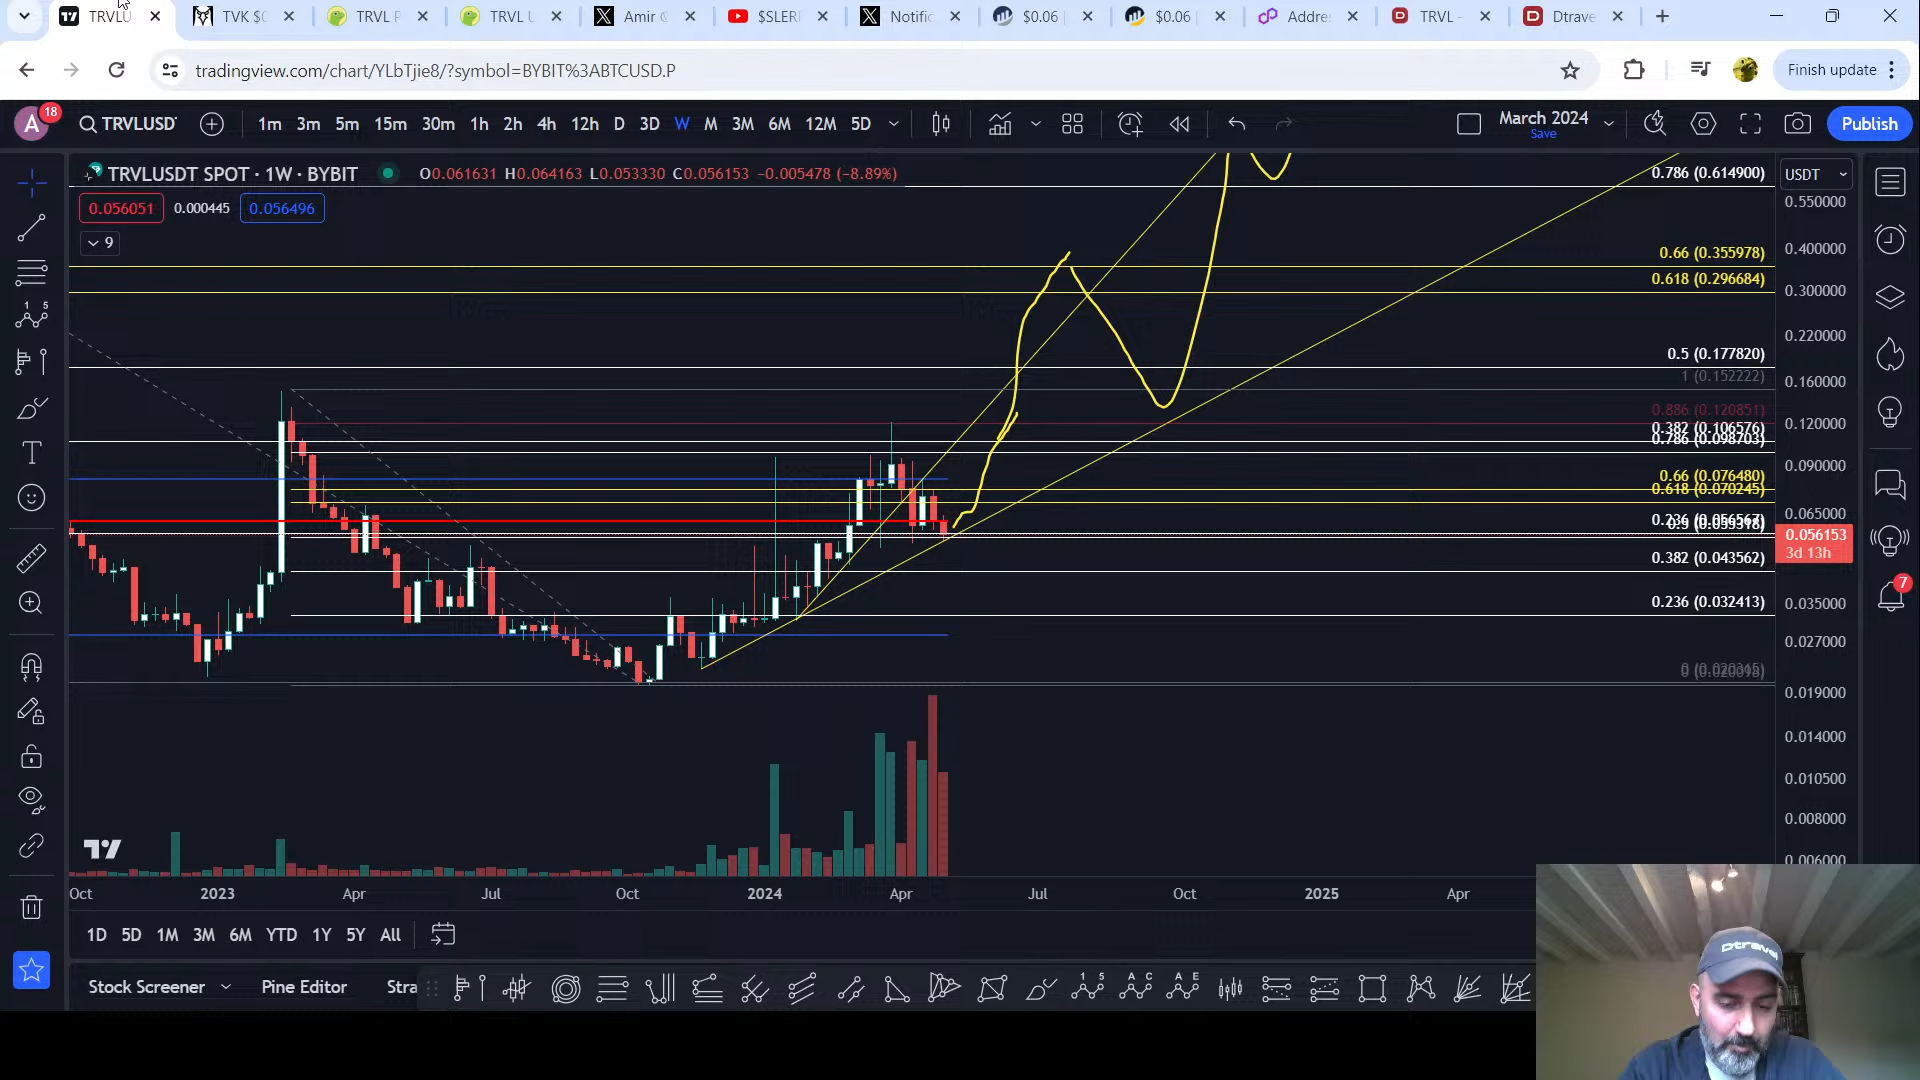 TRVLU
TVK $(
TRVL F
TRVL U
Amir
$SLERF
Notific
$0.06
$0.06
Addre
TRVL -
Dtrave
tradingview.com/chart/YLbTjie8/?symbol=BYBIT%3ABTCUSD.P
Finish update
A 18
TRVLUSDT
1m 3m 5m 15m 30m 1h 2h 4h 12h D 3D W M 3M 6M 12M 5D
March 2024
Save
Publish
TRVLUSDT SPOT · 1W · BYBIT
O0.061631 H0.064163 L0.053330 C0.056153 -0.005478 (-8.89%)
0.056051 0.000445 0.056496
9
USDT
0.786 (0.614900)
0.66 (0.355978)
0.618 (0.296684)
0.5 (0.177820)
1 (0.152222)
0.886 (0.120851)
0.382 (0.106576)
0.786 (0.098703)
0.66 (0.076480)
0.618 (0.070245)
0.382 (0.043562)
0.236 (0.032413)
0.550000
0.400000
0.300000
0.220000
0.160000
0.120000
0.090000
0.065000
0.056153
3d 13h
0.035000
0.027000
0.019000
0.014000
0.010500
0.008000
0.006000
7
Oct 2023 Apr Jul Oct 2024 Apr Jul Oct 2025 Apr
1D 5D 1M 3M 6M YTD 1Y 5Y All
Stock Screener Pine Editor Stra
1 5 A C A E
Dtravel